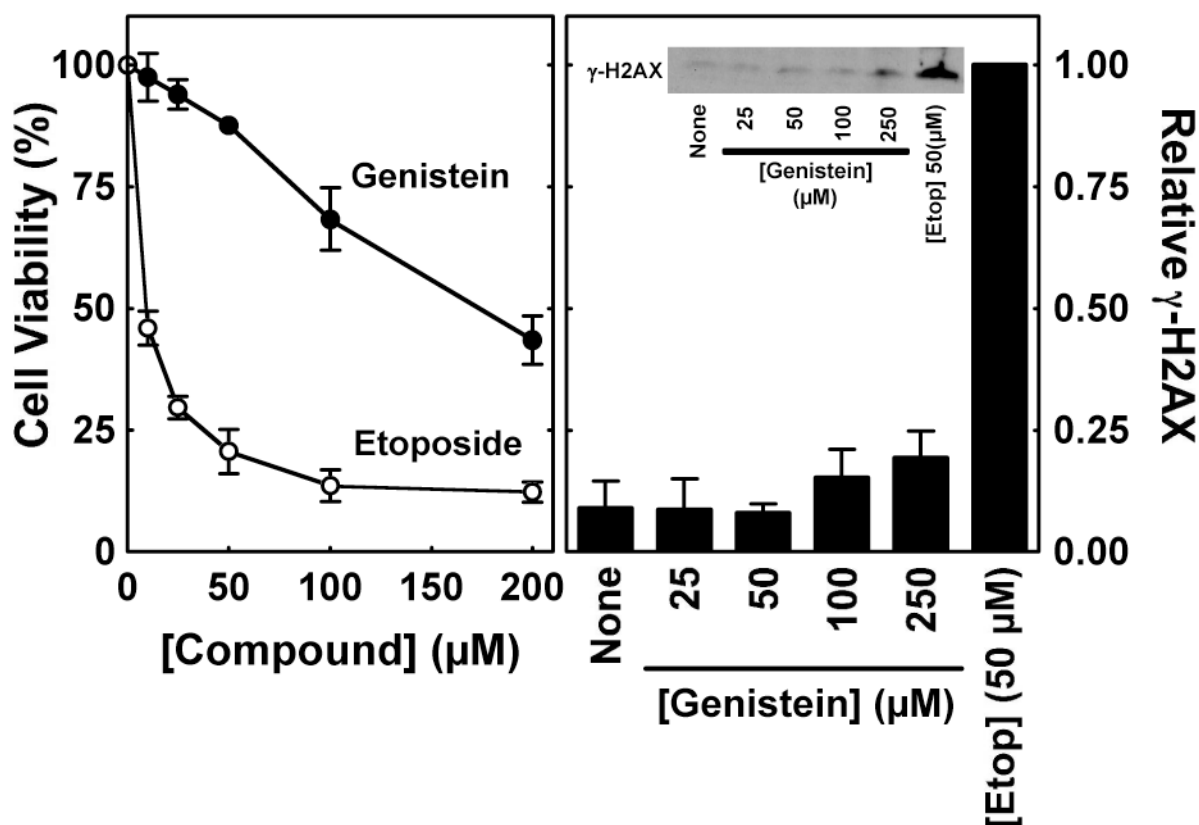 Cell Viability (%)
100
75
50
25
0
Genistein
Etoposide
0 50 100 150 200
[Compound] (µM)
γ-H2AX
None 25 50 100 250 [Etop] 50(µM)
[Genistein]
(µM)
1.00
0.75
0.50
0.25
0.00
Relative γ-H2AX
None 25 50 100 250 [Etop] (50 µM)
[Genistein] (µM)